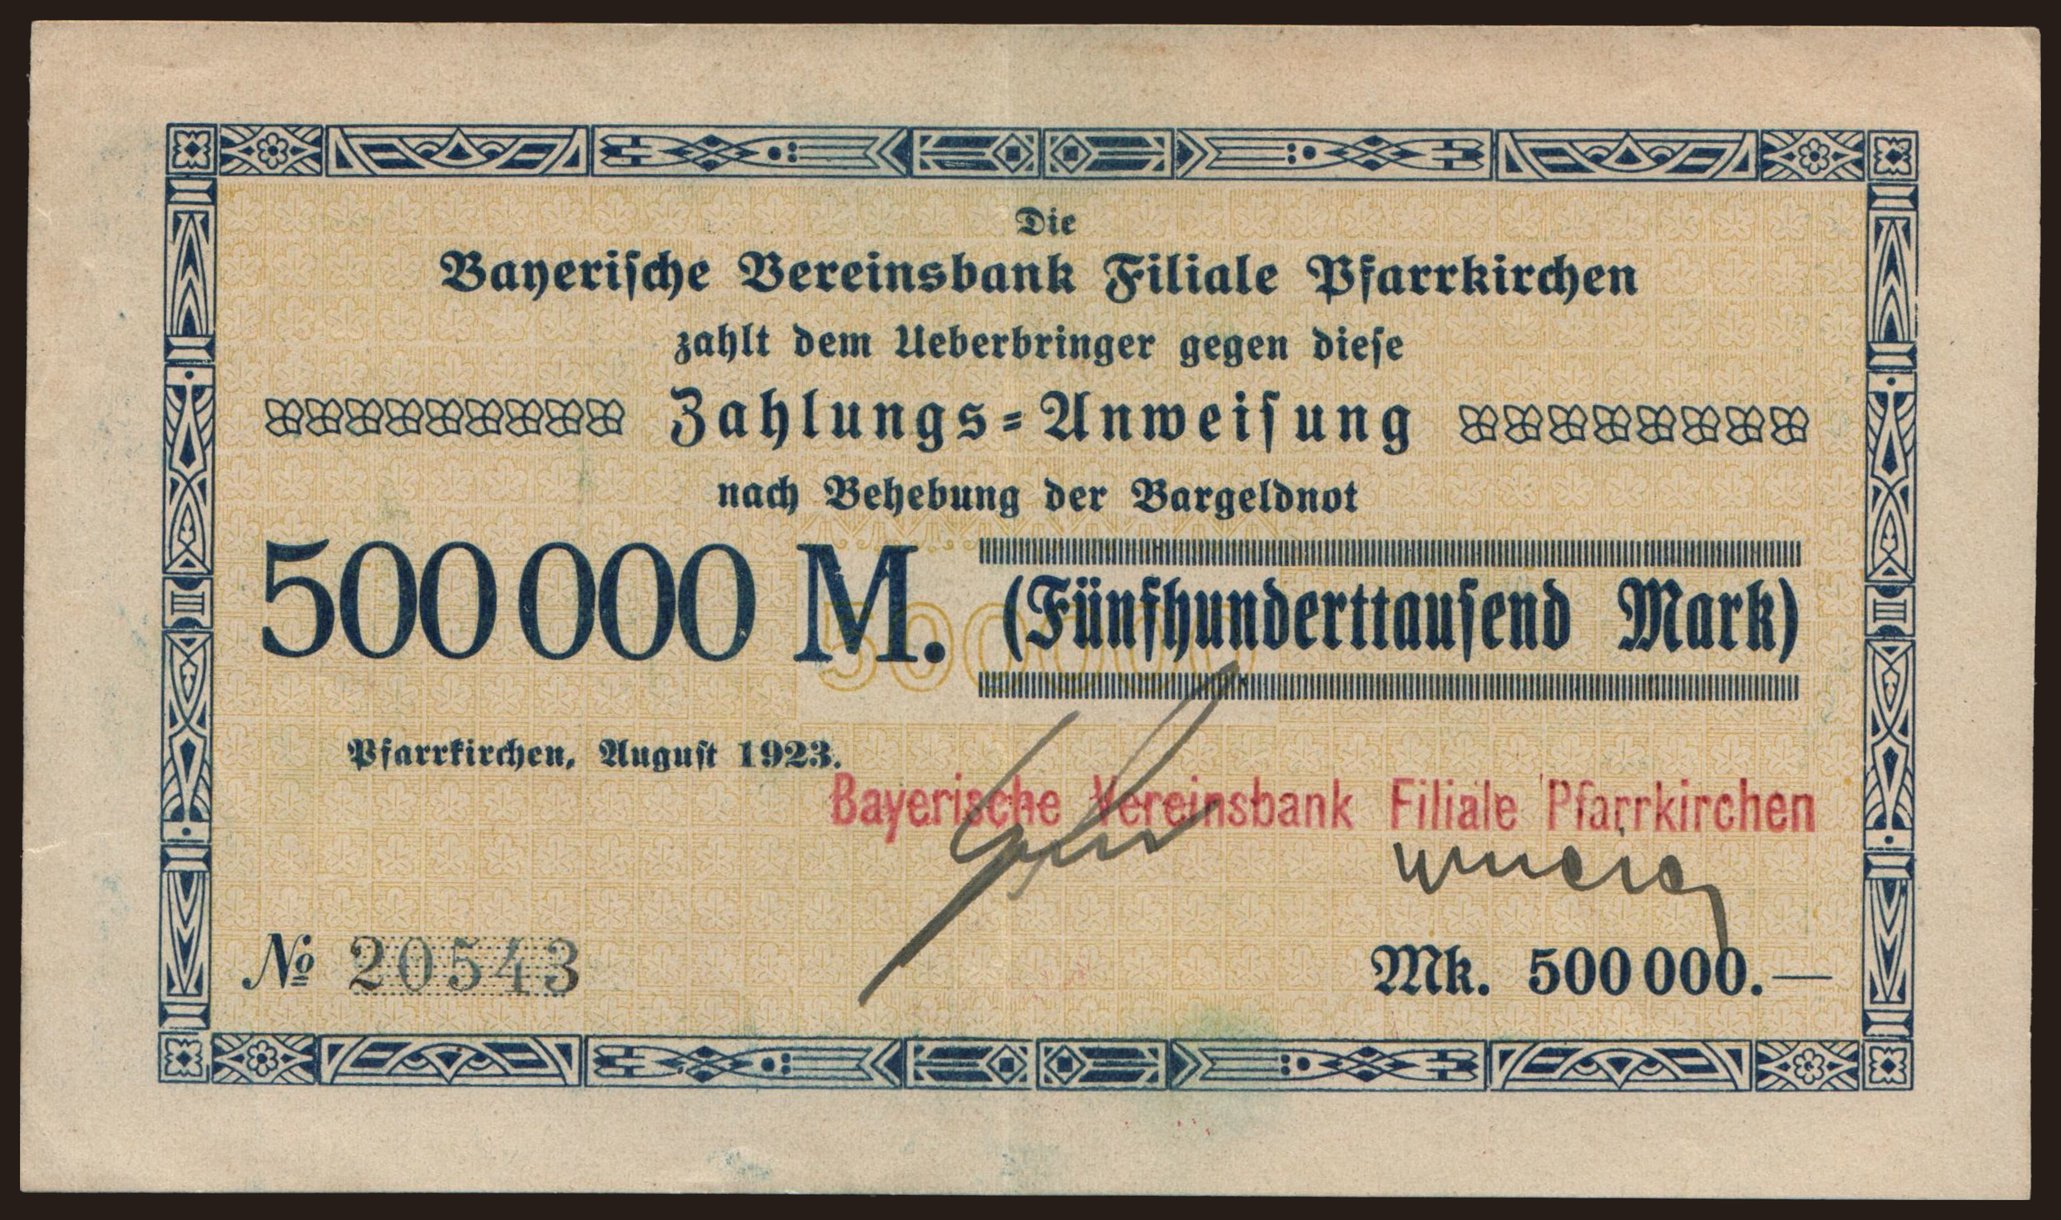 Die
Bayerische Vereinsbank Filiale Pfarrkirchen
zahlt dem Ueberbringer gegen diese
Zahlungs-Anweisung
nach Behebung der Bargeldnot
500 000 M. (Fünfhunderttausend Mark)
500000
Pfarrkirchen, August 1923.
Bayerische Vereinsbank Filiale Pfarrkirchen
№ 20543
Mk. 500 000.—